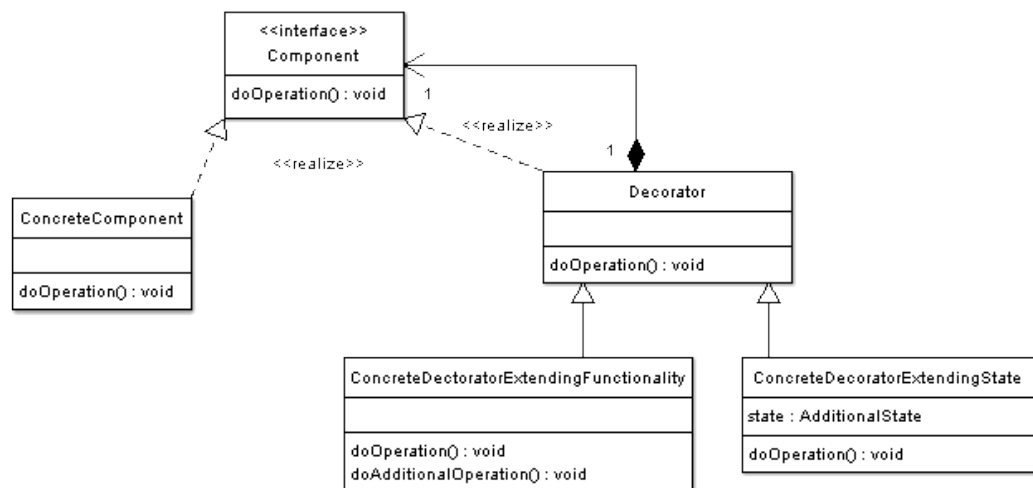 <<interface>>
Component
doOperation() : void
1
<<realize>>
<<realize>>
1
Decorator
doOperation() : void
ConcreteComponent
doOperation() : void
ConcreteDectoratorExtendingFunctionality
doOperation() : void
doAdditionalOperation() : void
ConcreteDecoratorExtendingState
state : AdditionalState
doOperation() : void